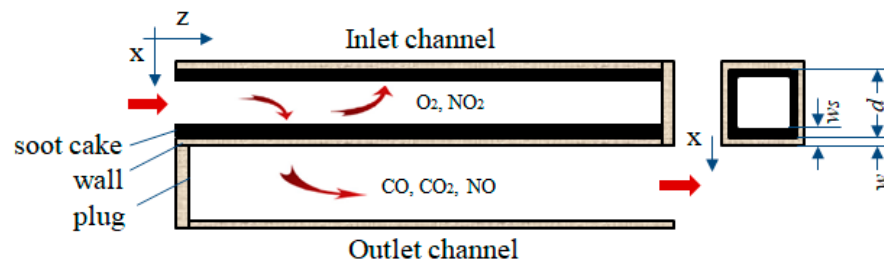 z
x
Inlet channel
O2, NO2
soot cake
wall
plug
CO, CO2, NO
Outlet channel
ws
d
x
w